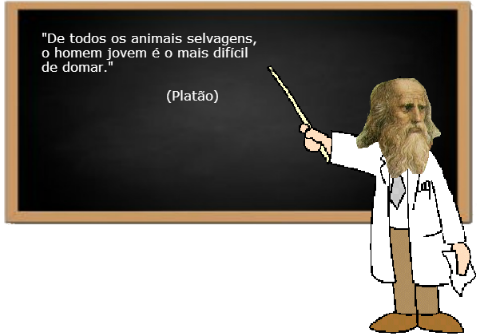 "De todos os animais selvagens,
o homem jovem é o mais difícil
de domar."
(Platão)